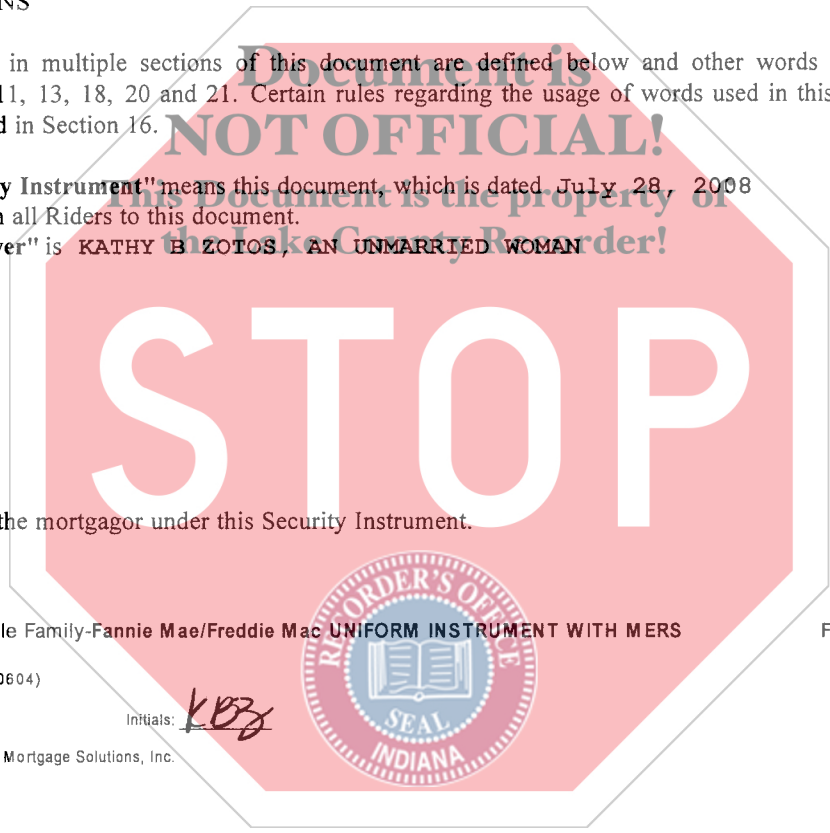 NS
Document is
in multiple sections of this document are defined below and other words
11, 13, 18, 20 and 21. Certain rules regarding the usage of words used in this
NOT OFFICIAL!
d in Section 16.
y Instrument" means this document, which is dated July 28, 2008
This Document is the property of
h all Riders to this document.
er" is KATHY B ZOTOS, AN UNMARRIED WOMAN
the Lake County Recorder!
STOP
the mortgagor under this Security Instrument.
le Family-Fannie Mae/Freddie Mac UNIFORM INSTRUMENT WITH MERS F
0604)
Initials: KBZ
Mortgage Solutions, Inc.
RECORDER'S OFFICE
SEAL
INDIANA